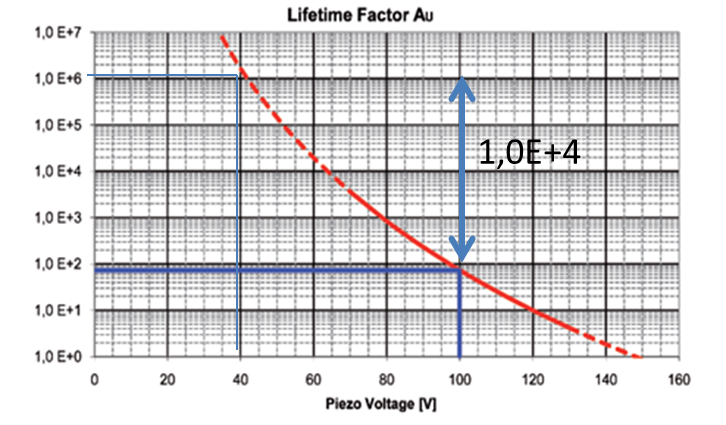 Lifetime Factor AU
1,0 E+7
1,0 E+6
1,0 E+5
1,0 E+4
1,0E+4
1,0 E+3
1,0 E+2
1,0 E+1
1,0 E+0
0 20 40 60 80 100 120 140 160
Piezo Voltage [V]